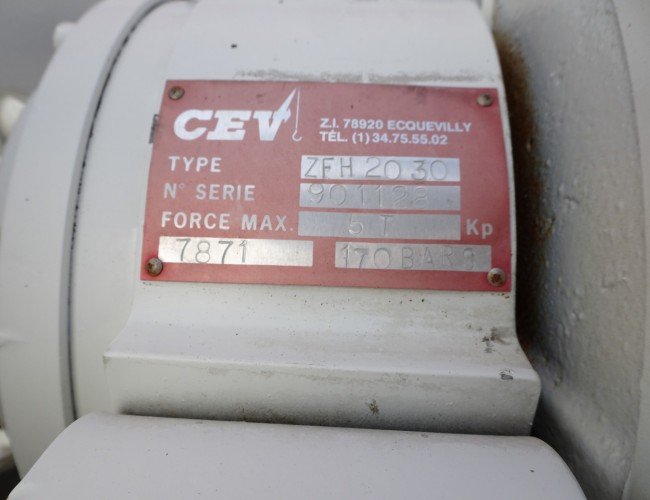 CEV
Z.I. 78920 ECQUEVILLY
TÉL. (1) 34.75.55.02
TYPE ZFH 20 30
N° SERIE 901128
FORCE MAX. 5 T Kp
7871 170 BARS